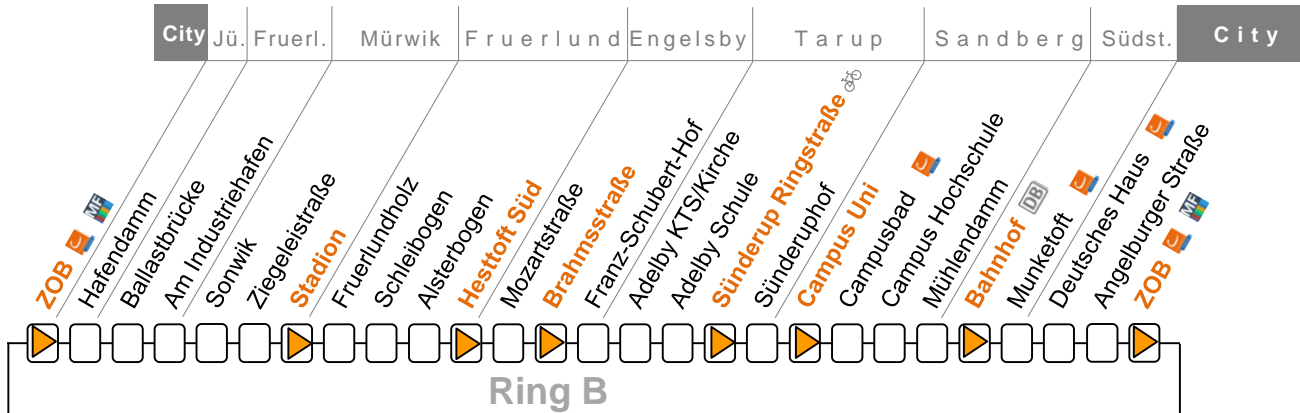 City Jü. Fruerl. Mürwik Fruerlund Engelsby Tarup Sandberg Südst. City
ZOB MF
Hafendamm
Ballastbrücke
Am Industriehafen
Sonwik
Ziegeleistraße
Stadion
Fruerlundholz
Schleibogen
Alsterbogen
Hesttoft Süd
Mozartstraße
Brahmsstraße
Franz-Schubert-Hof
Adelby KTS/Kirche
Adelby Schule
Sünderup Ringstraße
Sünderuphof
Campus Uni
Campusbad
Campus Hochschule
Mühlendamm
Bahnhof DB
Munketoft
Deutsches Haus
Angelburger Straße
ZOB MF
Ring B